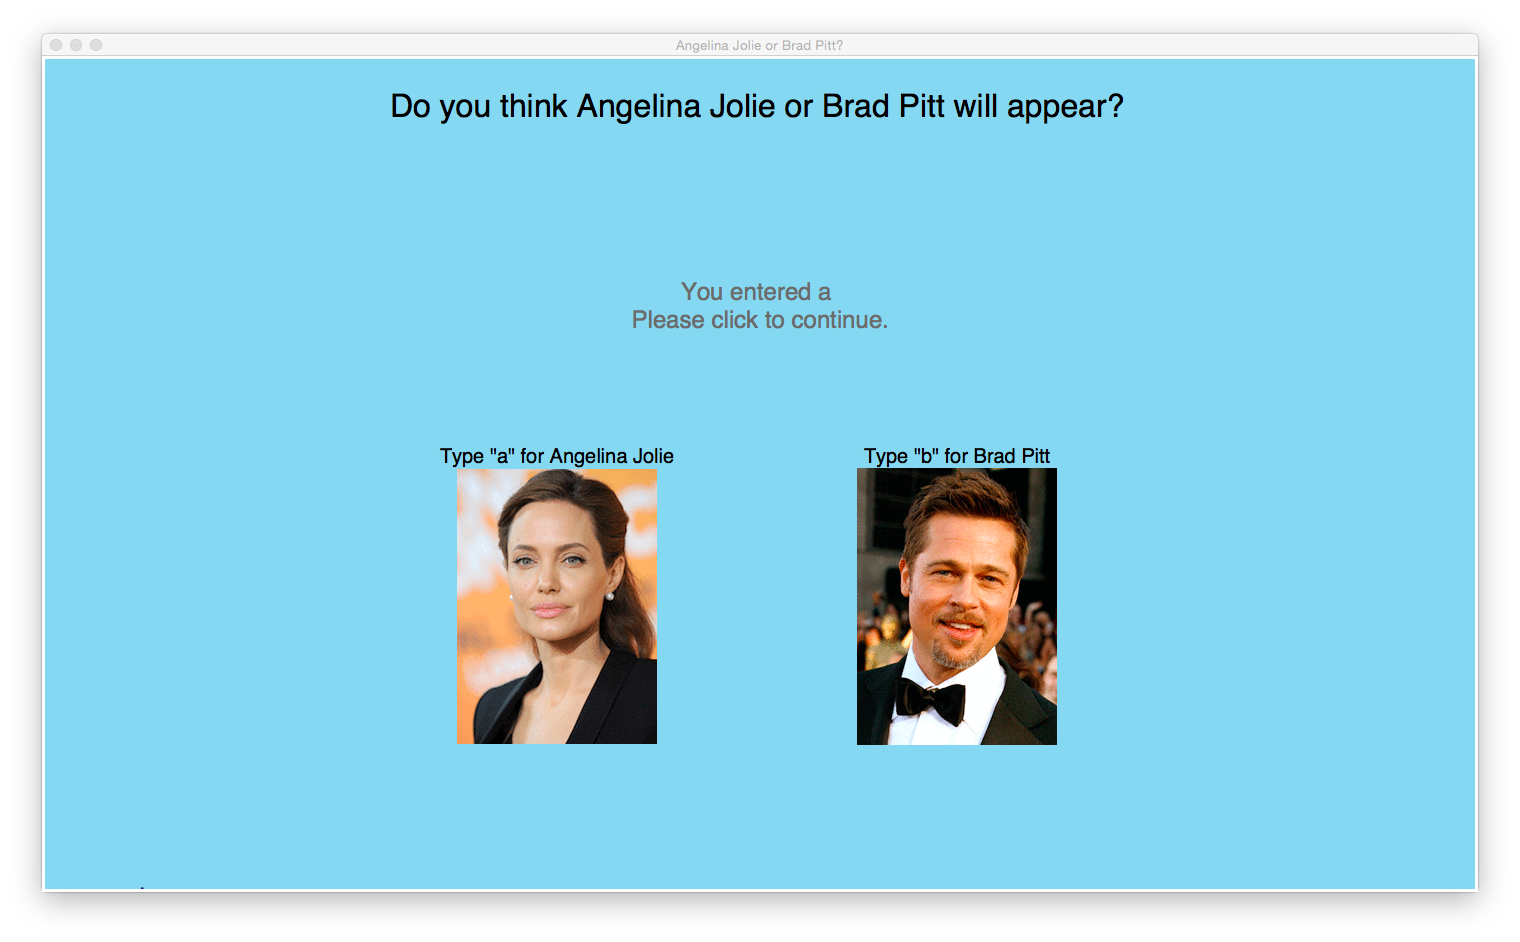 Angelina Jolie or Brad Pitt?
Do you think Angelina Jolie or Brad Pitt will appear?
You entered a
Please click to continue.
Type "a" for Angelina Jolie
Type "b" for Brad Pitt